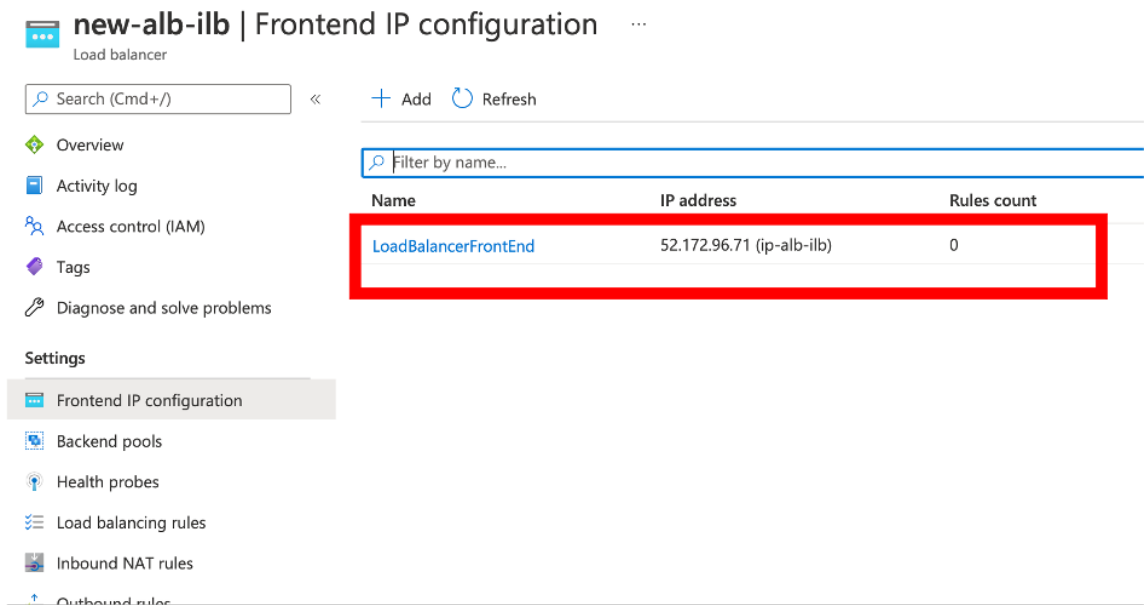 new-alb-ilb | Frontend IP configuration ...
Load balancer
Search (Cmd+/)
«
Add
Refresh
Overview
Activity log
Access control (IAM)
Tags
Diagnose and solve problems
Settings
Frontend IP configuration
Backend pools
Health probes
Load balancing rules
Inbound NAT rules
Outbound rules
Filter by name...
Name IP address Rules count
LoadBalancerFrontEnd 52.172.96.71 (ip-alb-ilb) 0